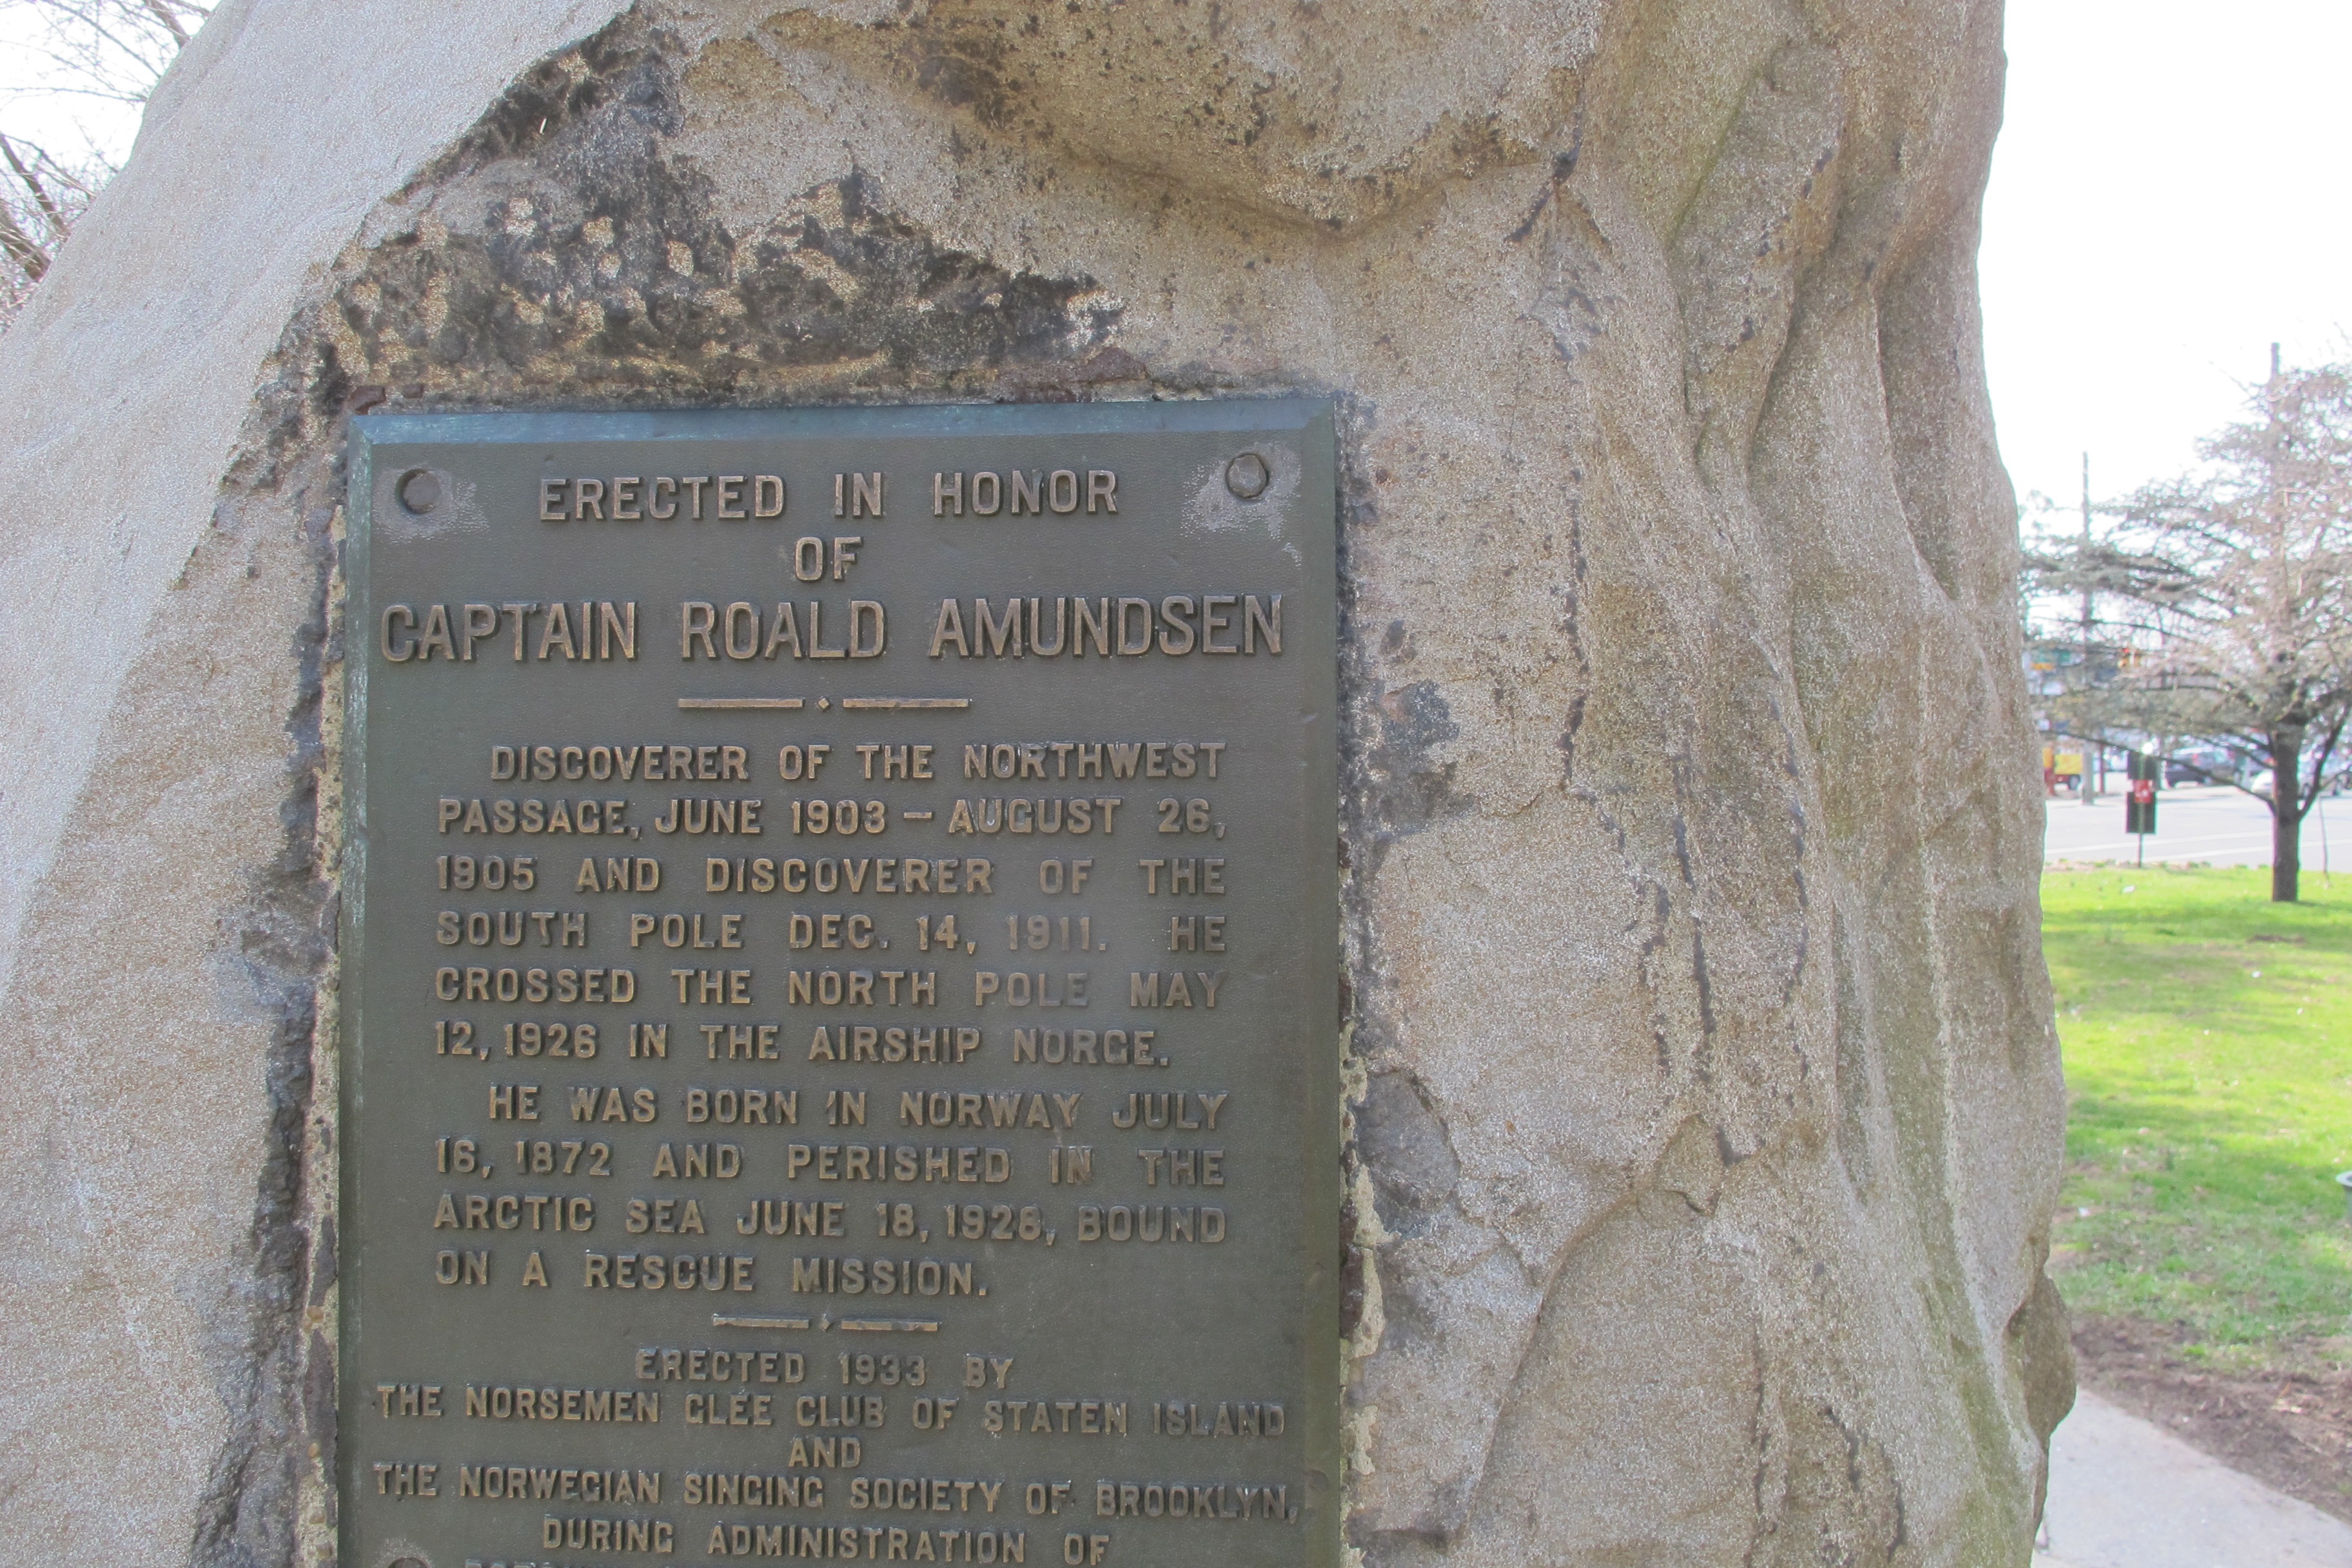 ERECTED IN HONOR
OF
CAPTAIN ROALD AMUNDSEN
DISCOVERER OF THE NORTHWEST
PASSAGE, JUNE 1903 – AUGUST 26,
1905 AND DISCOVERER OF THE
SOUTH POLE DEC. 14, 1911. HE
CROSSED THE NORTH POLE MAY
12, 1926 IN THE AIRSHIP NORGE.
HE WAS BORN IN NORWAY JULY
16, 1872 AND PERISHED IN THE
ARCTIC SEA JUNE 18, 1928, BOUND
ON A RESCUE MISSION.
ERECTED 1933 BY
THE NORSEMEN GLEE CLUB OF STATEN ISLAND
AND
THE NORWEGIAN SINGING SOCIETY OF BROOKLYN,
DURING ADMINISTRATION OF